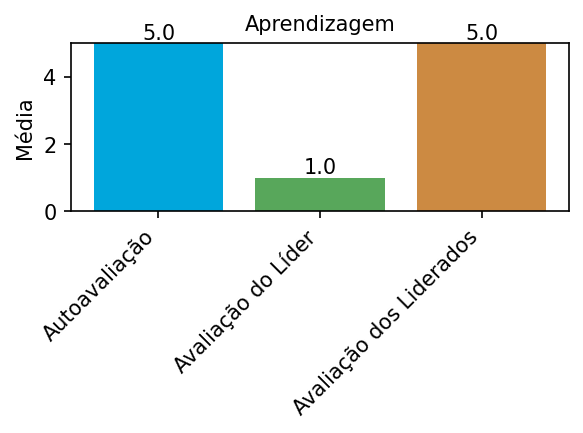 Aprendizagem
5.0
1.0
5.0
Média
4
2
0
Autoavaliação
Avaliação do Líder
Avaliação dos Liderados